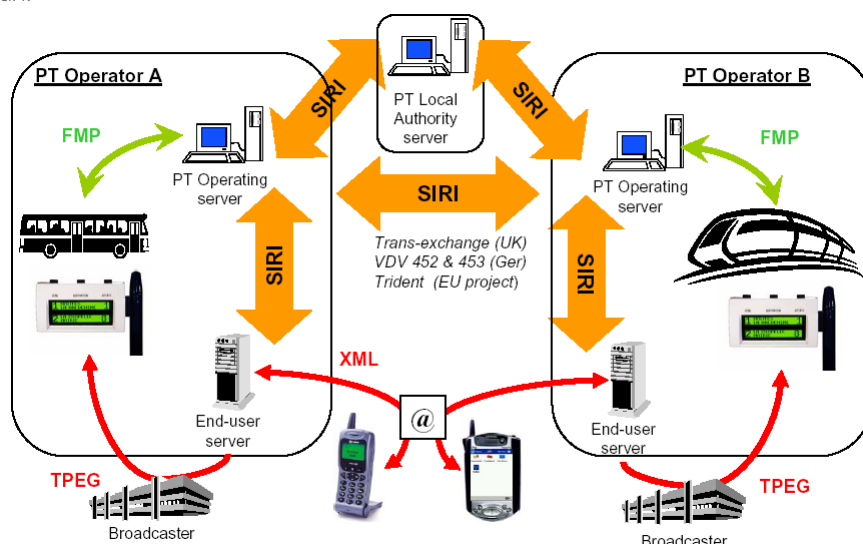 PT Operator A
FMP
PT Operating
server
SIRI
PT Local
Authority
server
SIRI
PT Operator B
FMP
PT Operating
server
SIRI
Trans-exchange (UK)
VDV 452 & 453 (Ger)
Trident (EU project)
SIRI
SIRI
XML
@
End-user
server
End-user
server
TPEG
Broadcaster
TPEG
Broadcaster